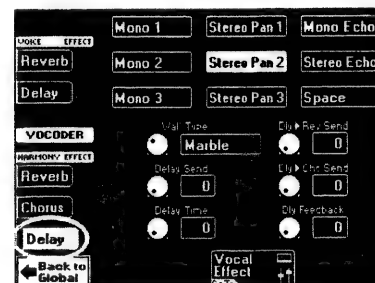 Mono 1
Stereo Pan 1
Mono Echo
VOICE EFFECT
Reverb
Mono 2
Stereo Pan 2
Stereo Echo
Delay
Mono 3
Stereo Pan 3
Space
VOCODER
Wall Type
Dly▶Rev Send
Marble
0
HARMONY EFFECT
Reverb
Delay Send
Dly▶Cho Send
0
0
Chorus
Delay Time
Dly Feedback
0
0
Delay
Back to
Global
Vocal
Effect